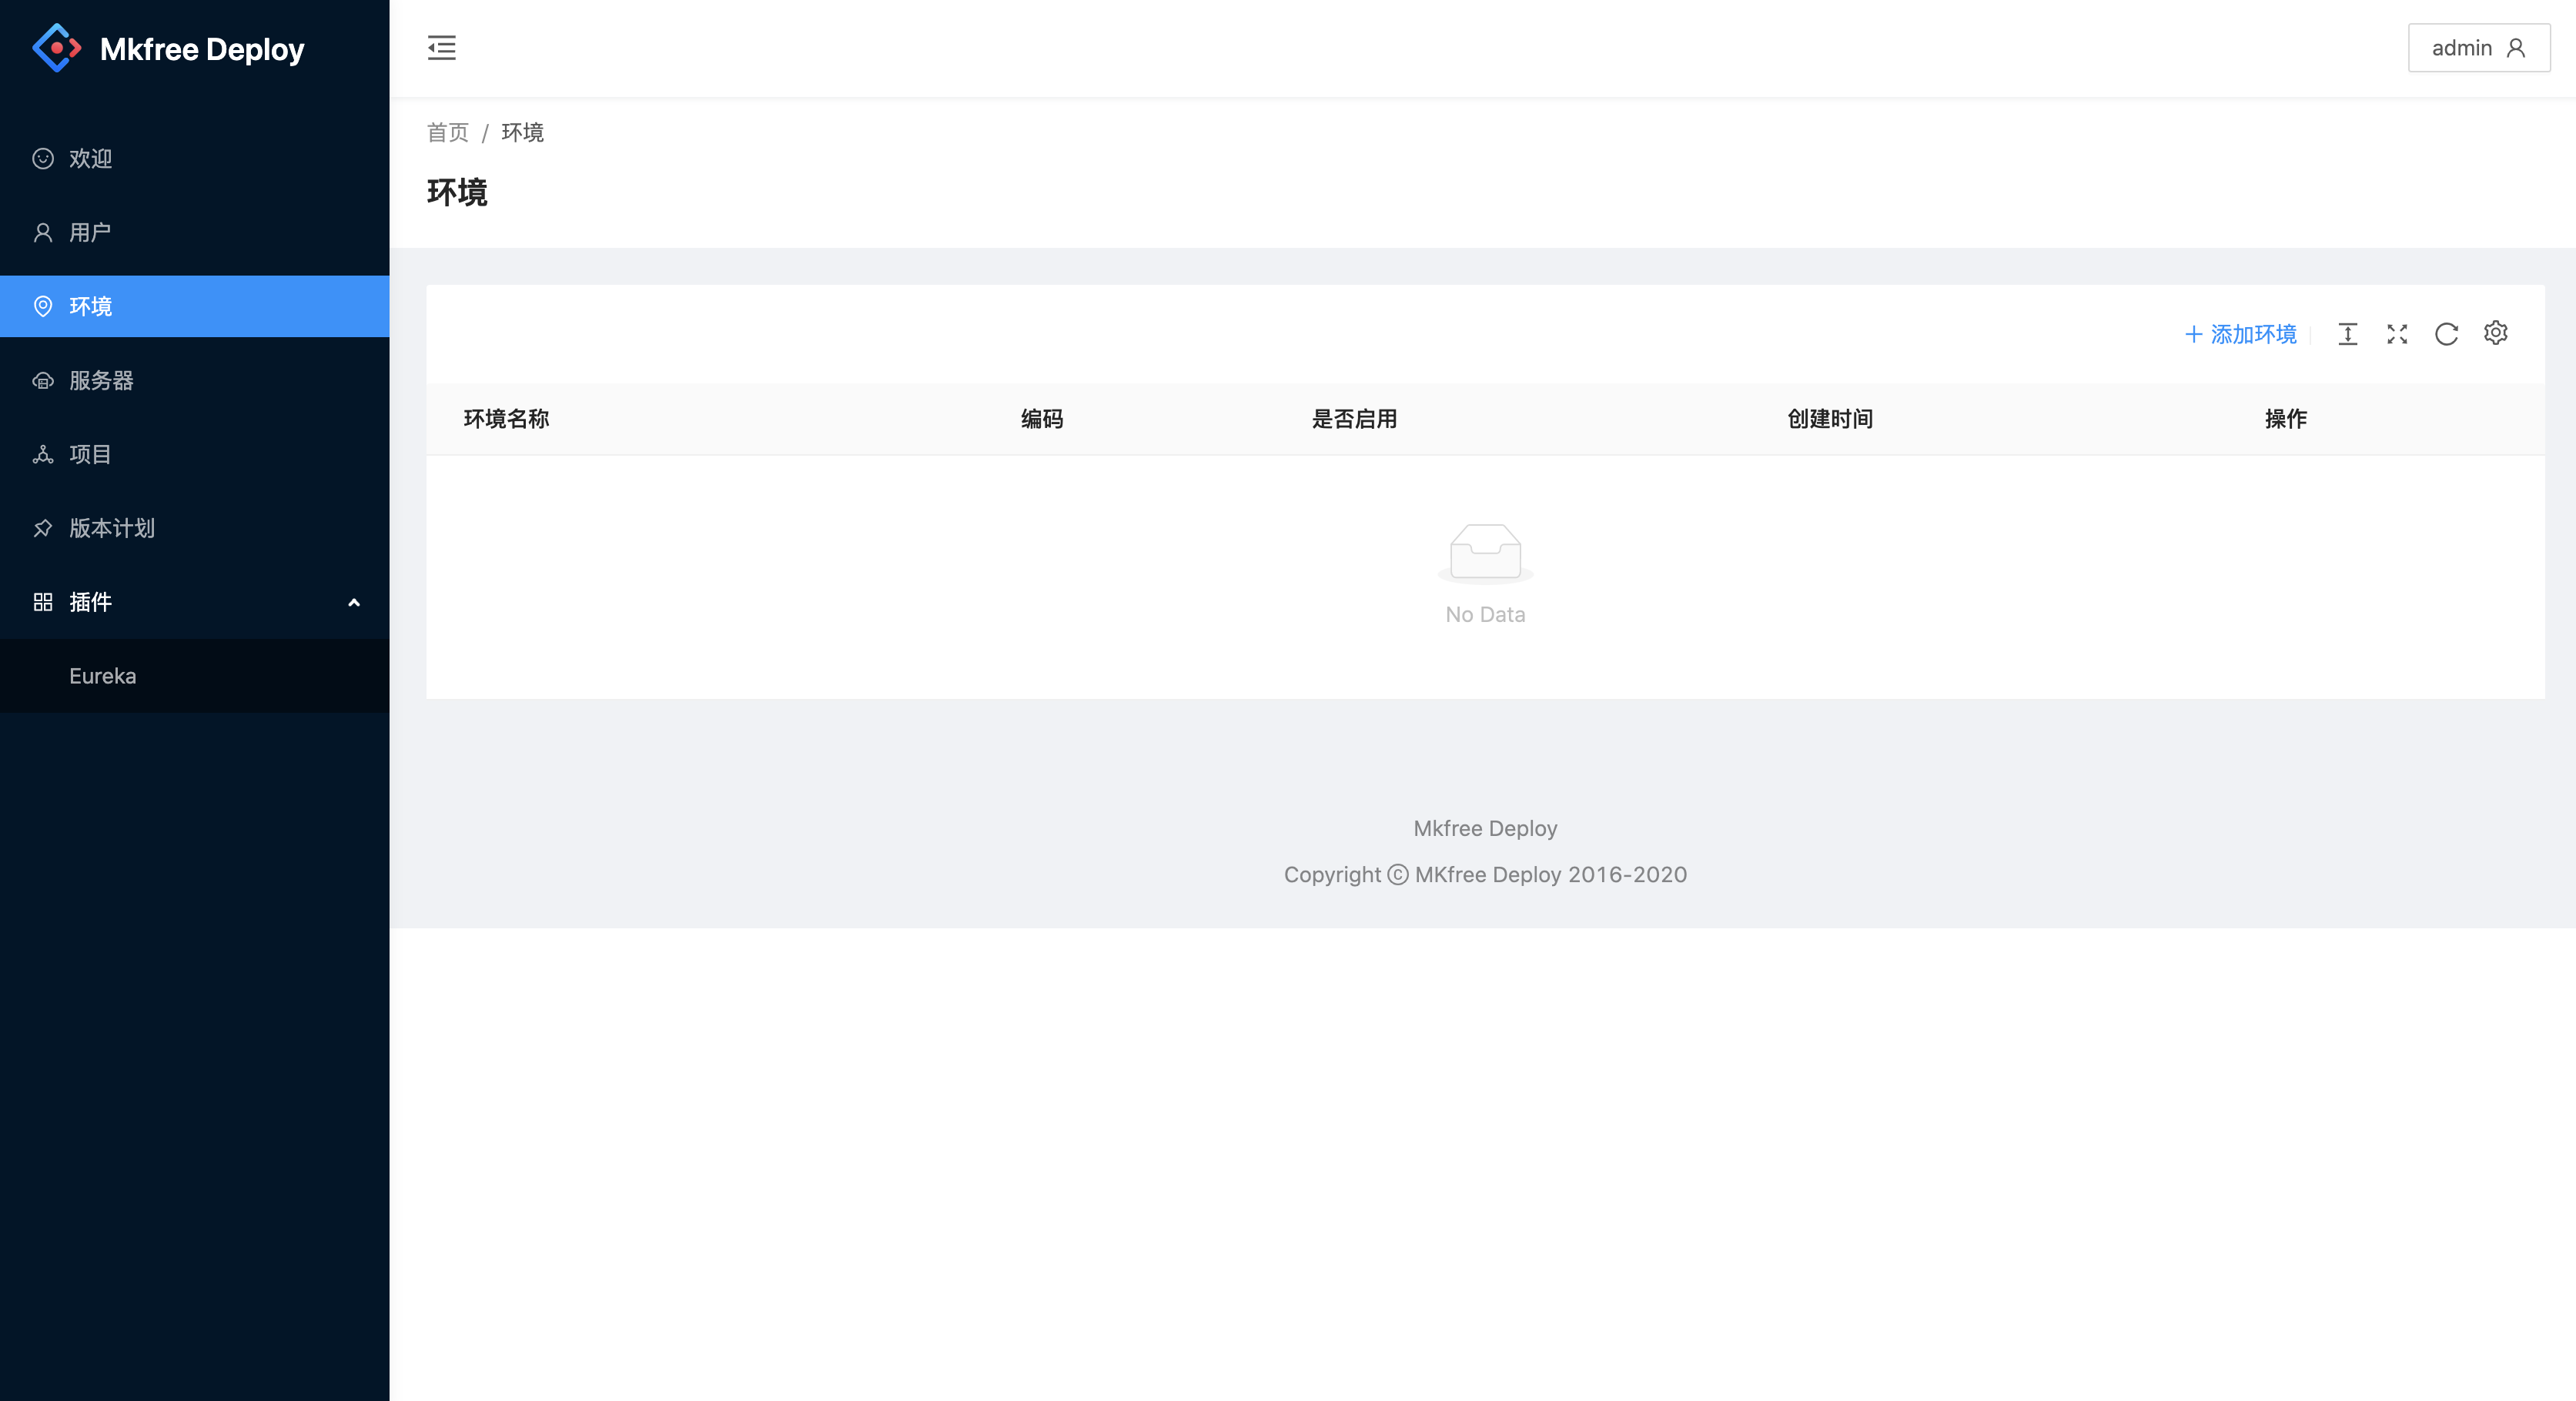 Mkfree Deploy
admin
欢迎
用户
环境
服务器
项目
版本计划
插件
Eureka
首页 / 环境
环境
添加环境
环境名称 编码 是否启用 创建时间 操作
No Data
Mkfree Deploy
Copyright © MKfree Deploy 2016-2020